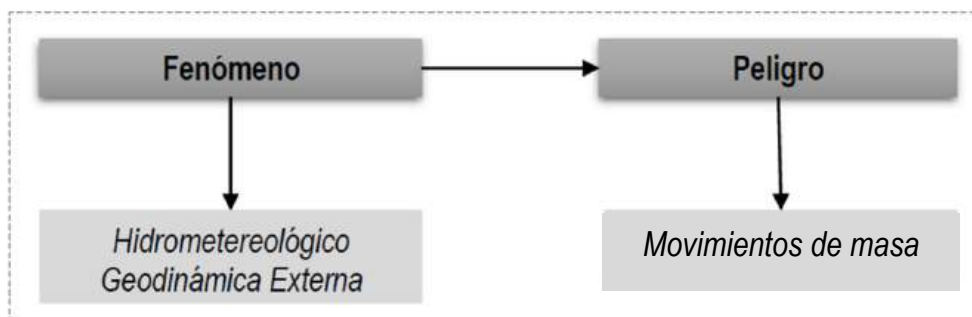 Fenómeno
Peligro
Hidrometereológico
Geodinámica Externa
Movimientos de masa